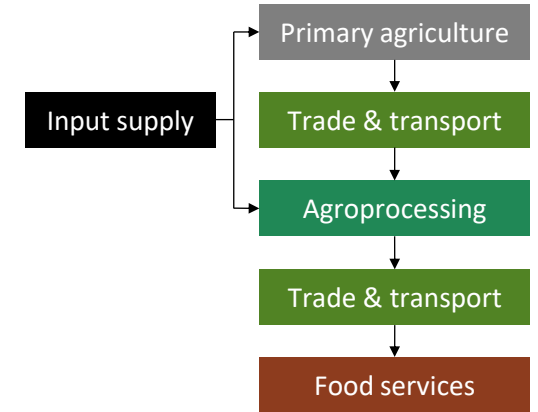 Primary agriculture
Input supply
Trade & transport
Agroprocessing
Trade & transport
Food services